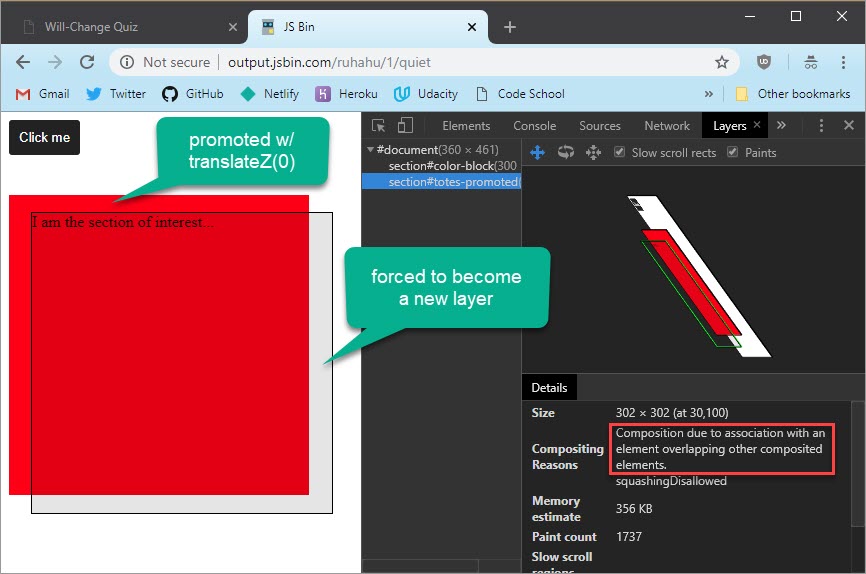 Will-Change Quiz
JS Bin
Not secure | output.jsbin.com/ruhahu/1/quiet
Gmail Twitter GitHub Netlify Heroku Udacity Code School » Other bookmarks
Click me
promoted w/
translateZ(0)
I am the section of interest...
forced to become
a new layer
Elements Console Sources Network Layers »
#document(360 × 461)
section#color-block(300
section#totes-promoted(
Slow scroll rects Paints
Details
Size 302 × 302 (at 30,100)
Compositing
Reasons
Composition due to association with an
element overlapping other composited
elements.
squashingDisallowed
Memory
estimate
356 KB
Paint count 1737
Slow scroll
regions